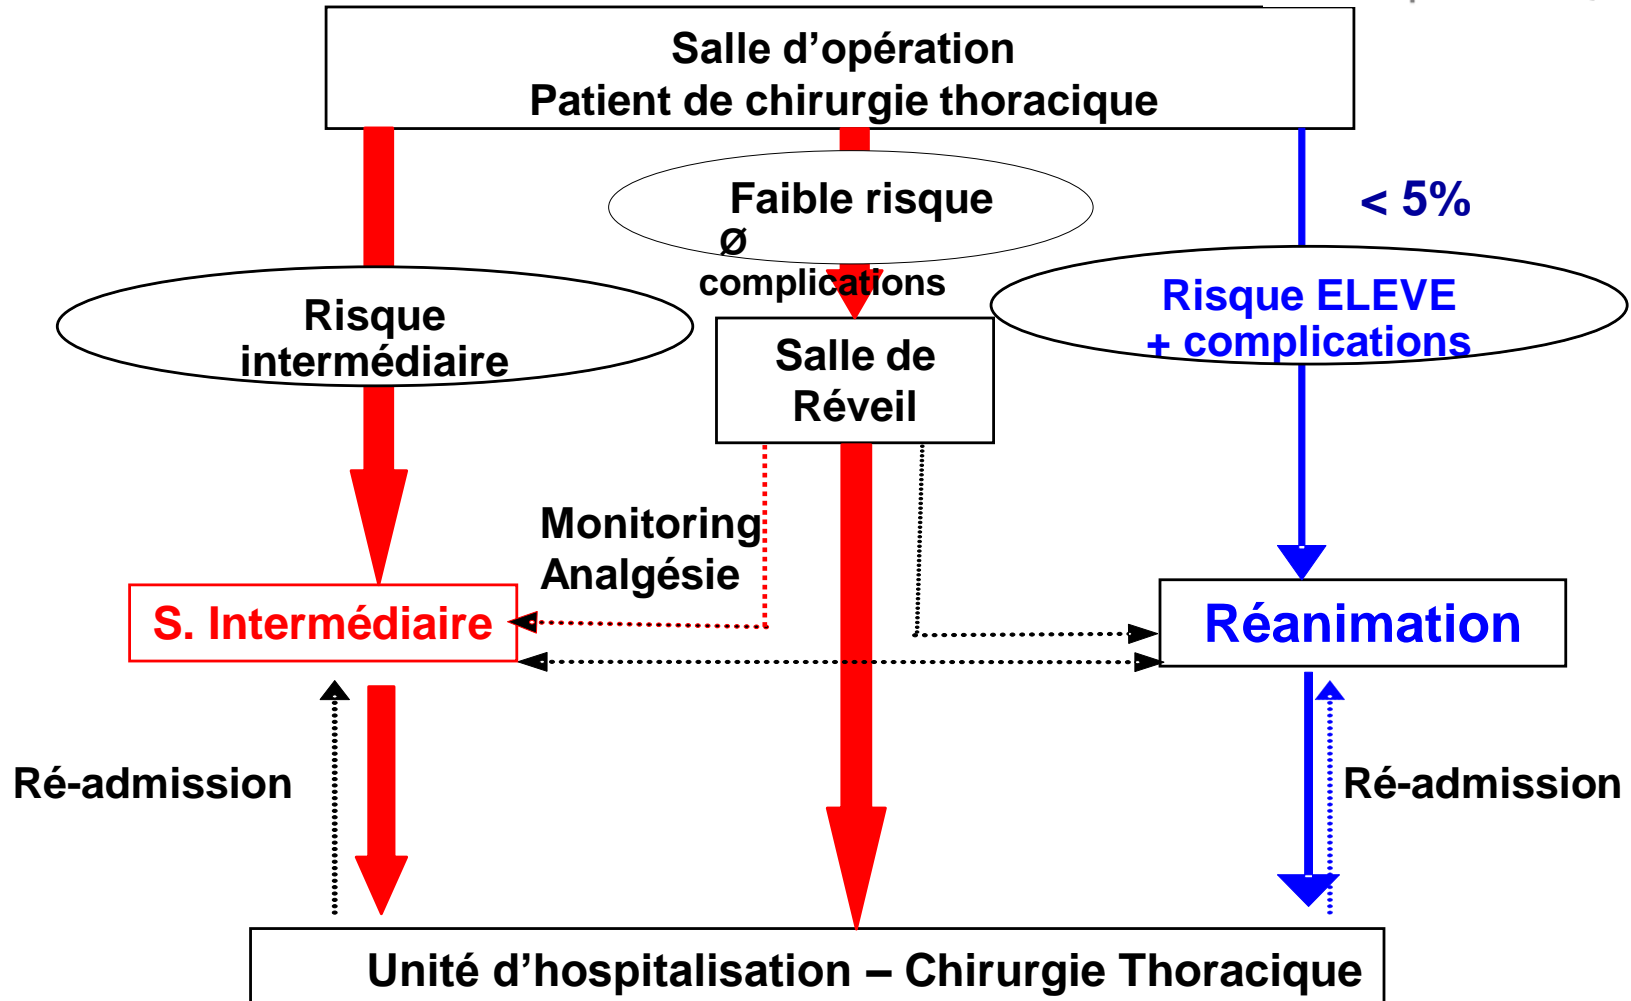 Salle d’opération
Patient de chirurgie thoracique
Faible risque
Ø
complications
< 5%
Risque
intermédiaire
Risque ELEVE
+ complications
Salle de
Réveil
Monitoring
Analgésie
S. Intermédiaire
Réanimation
Ré-admission
Ré-admission
Unité d’hospitalisation – Chirurgie Thoracique